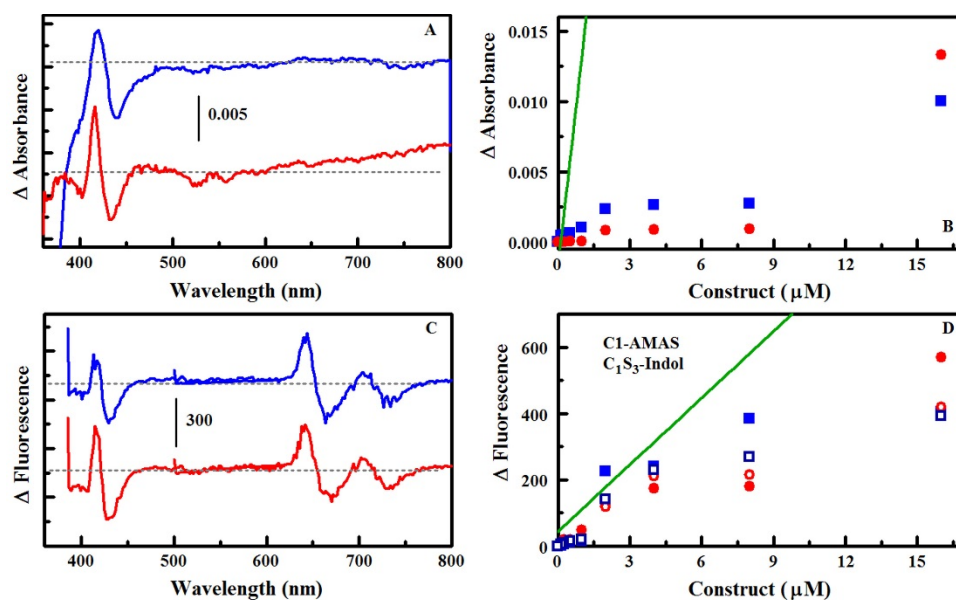 A
0.005
Δ Absorbance
400 500 600 700 800
Wavelength (nm)
0.015
0.010
0.005
0.000
Δ Absorbance
B
0 3 6 9 12 15
Construct (μM)
C
300
Δ Fluorescence
400 500 600 700 800
Wavelength (nm)
D
C1-AMAS
C₁S₃-Indol
600
400
200
0
Δ Fluorescence
0 3 6 9 12 15
Construct (μM)